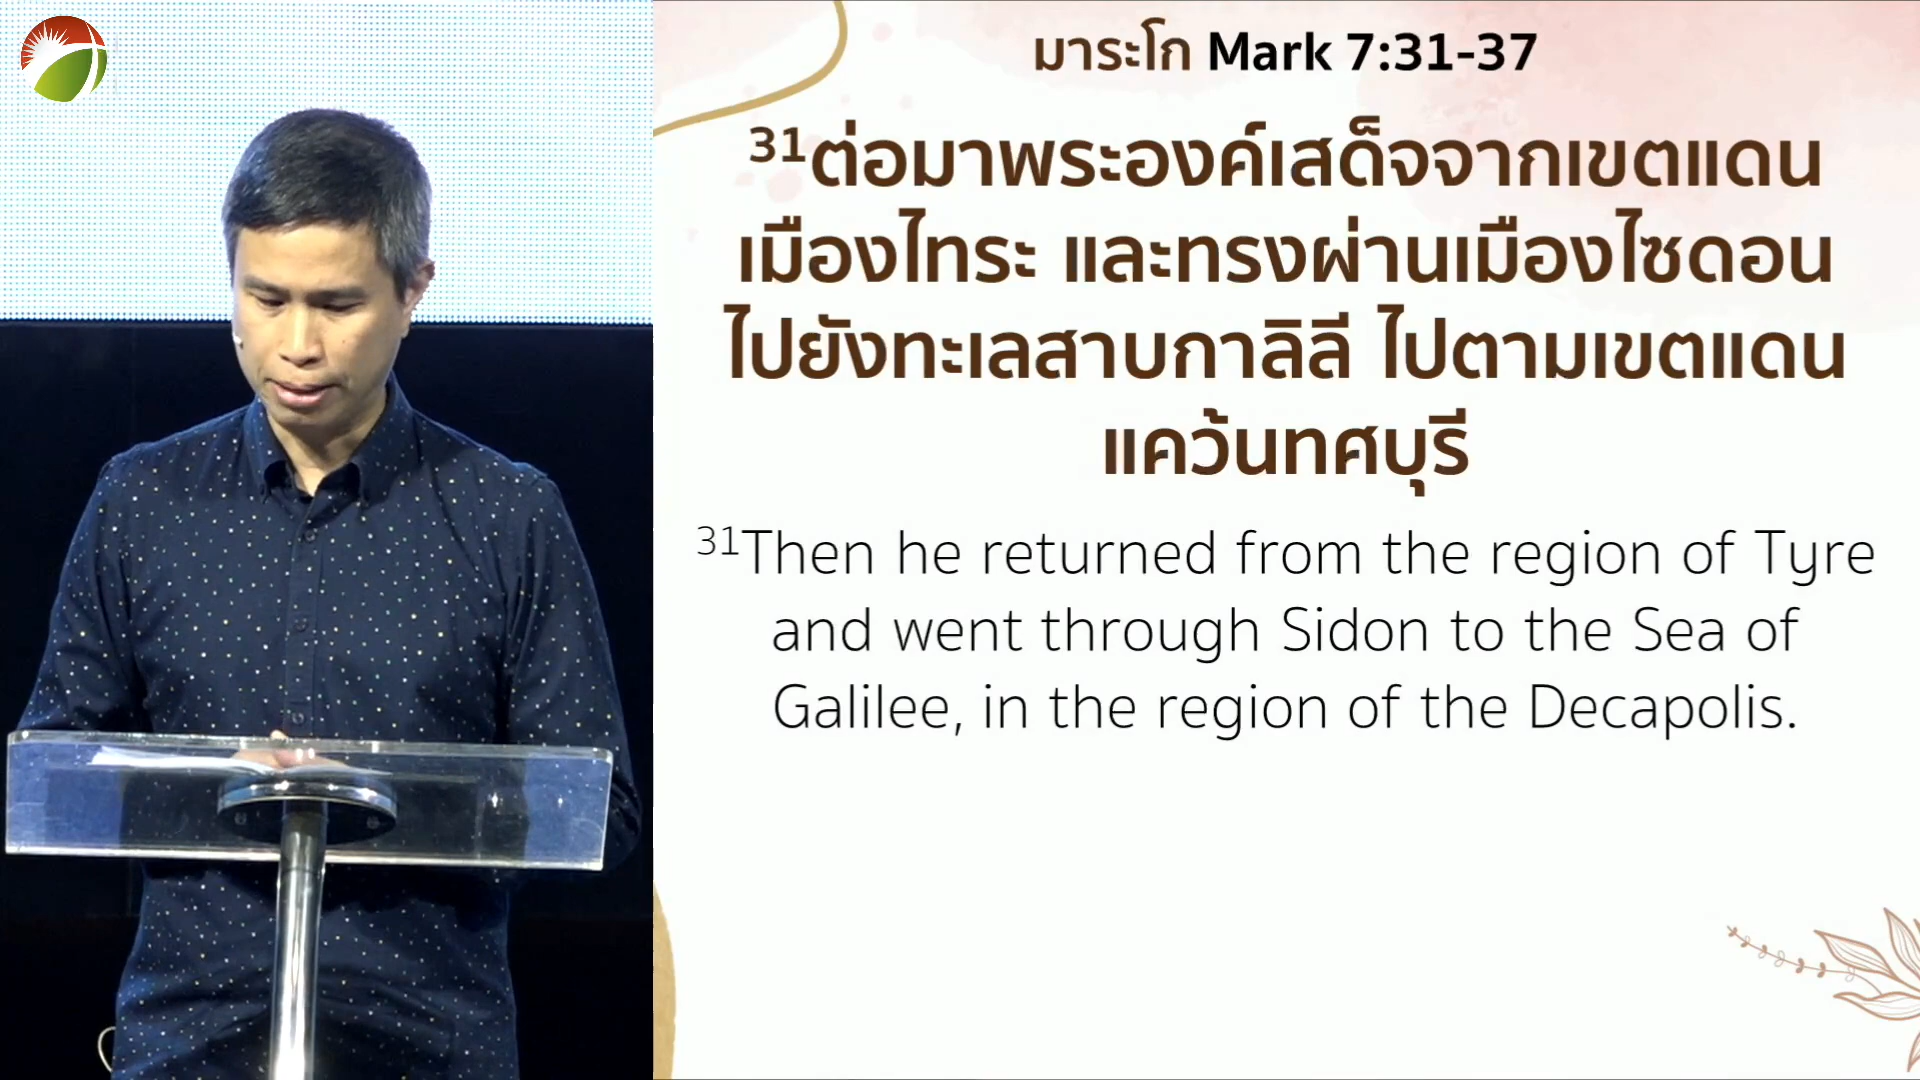 มาระโก Mark 7:31-37
31ต่อมาพระองค์เสด็จจากเขตแดน
เมืองไทระ และทรงผ่านเมืองไซดอน
ไปยังทะเลสาบกาลิลี ไปตามเขตแดน
แคว้นทศบุรี
31Then he returned from the region of Tyre
and went through Sidon to the Sea of
Galilee, in the region of the Decapolis.